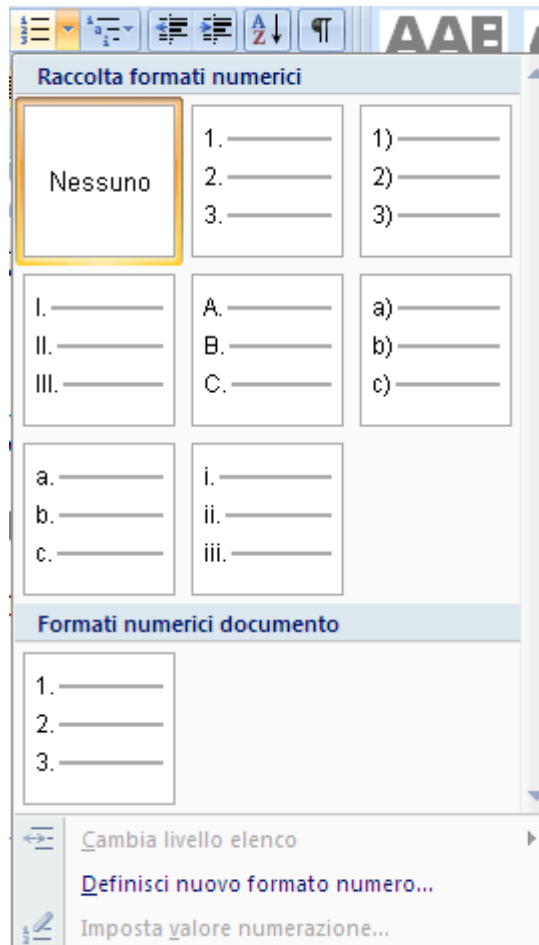 AAB
Raccolta formati numerici
Nessuno
1.
2.
3.
1)
2)
3)
I.
II.
III.
A.
B.
C.
a)
b)
c)
a.
b.
c.
i.
ii.
iii.
Formati numerici documento
1.
2.
3.
Cambia livello elenco
Definisci nuovo formato numero...
Imposta valore numerazione...